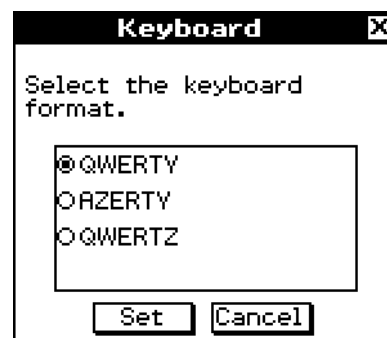 Keyboard
Select the keyboard
format.
QWERTY
AZERTY
QWERTZ
Set Cancel